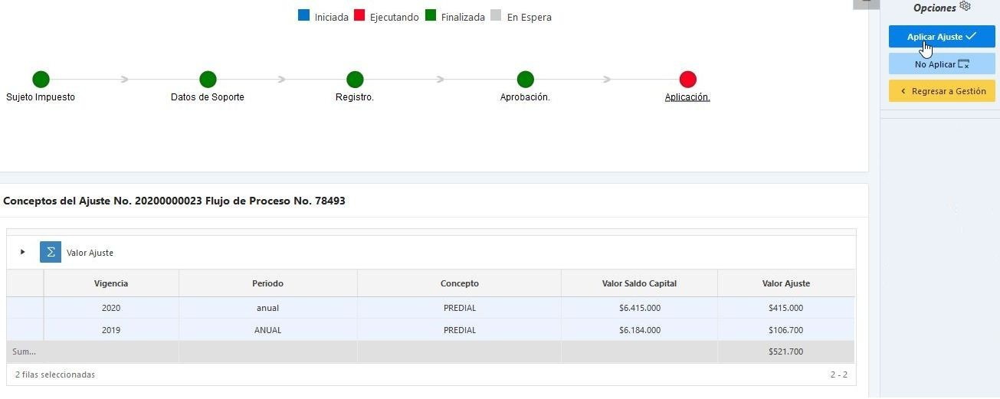 Iniciada Ejecutando Finalizada En Espera
Opciones
Aplicar Ajuste
No Aplicar
Regresar a Gestión
Sujeto Impuesto Datos de Soporte Registro. Aprobación. Aplicación.
Conceptos del Ajuste No. 20200000023 Flujo de Proceso No. 78493
Valor Ajuste
Vigencia Periodo Concepto Valor Saldo Capital Valor Ajuste
2020 anual PREDIAL $6.415.000 $415.000
2019 ANUAL PREDIAL $6.184.000 $106.700
Sum... $521.700
2 filas seleccionadas 2 - 2